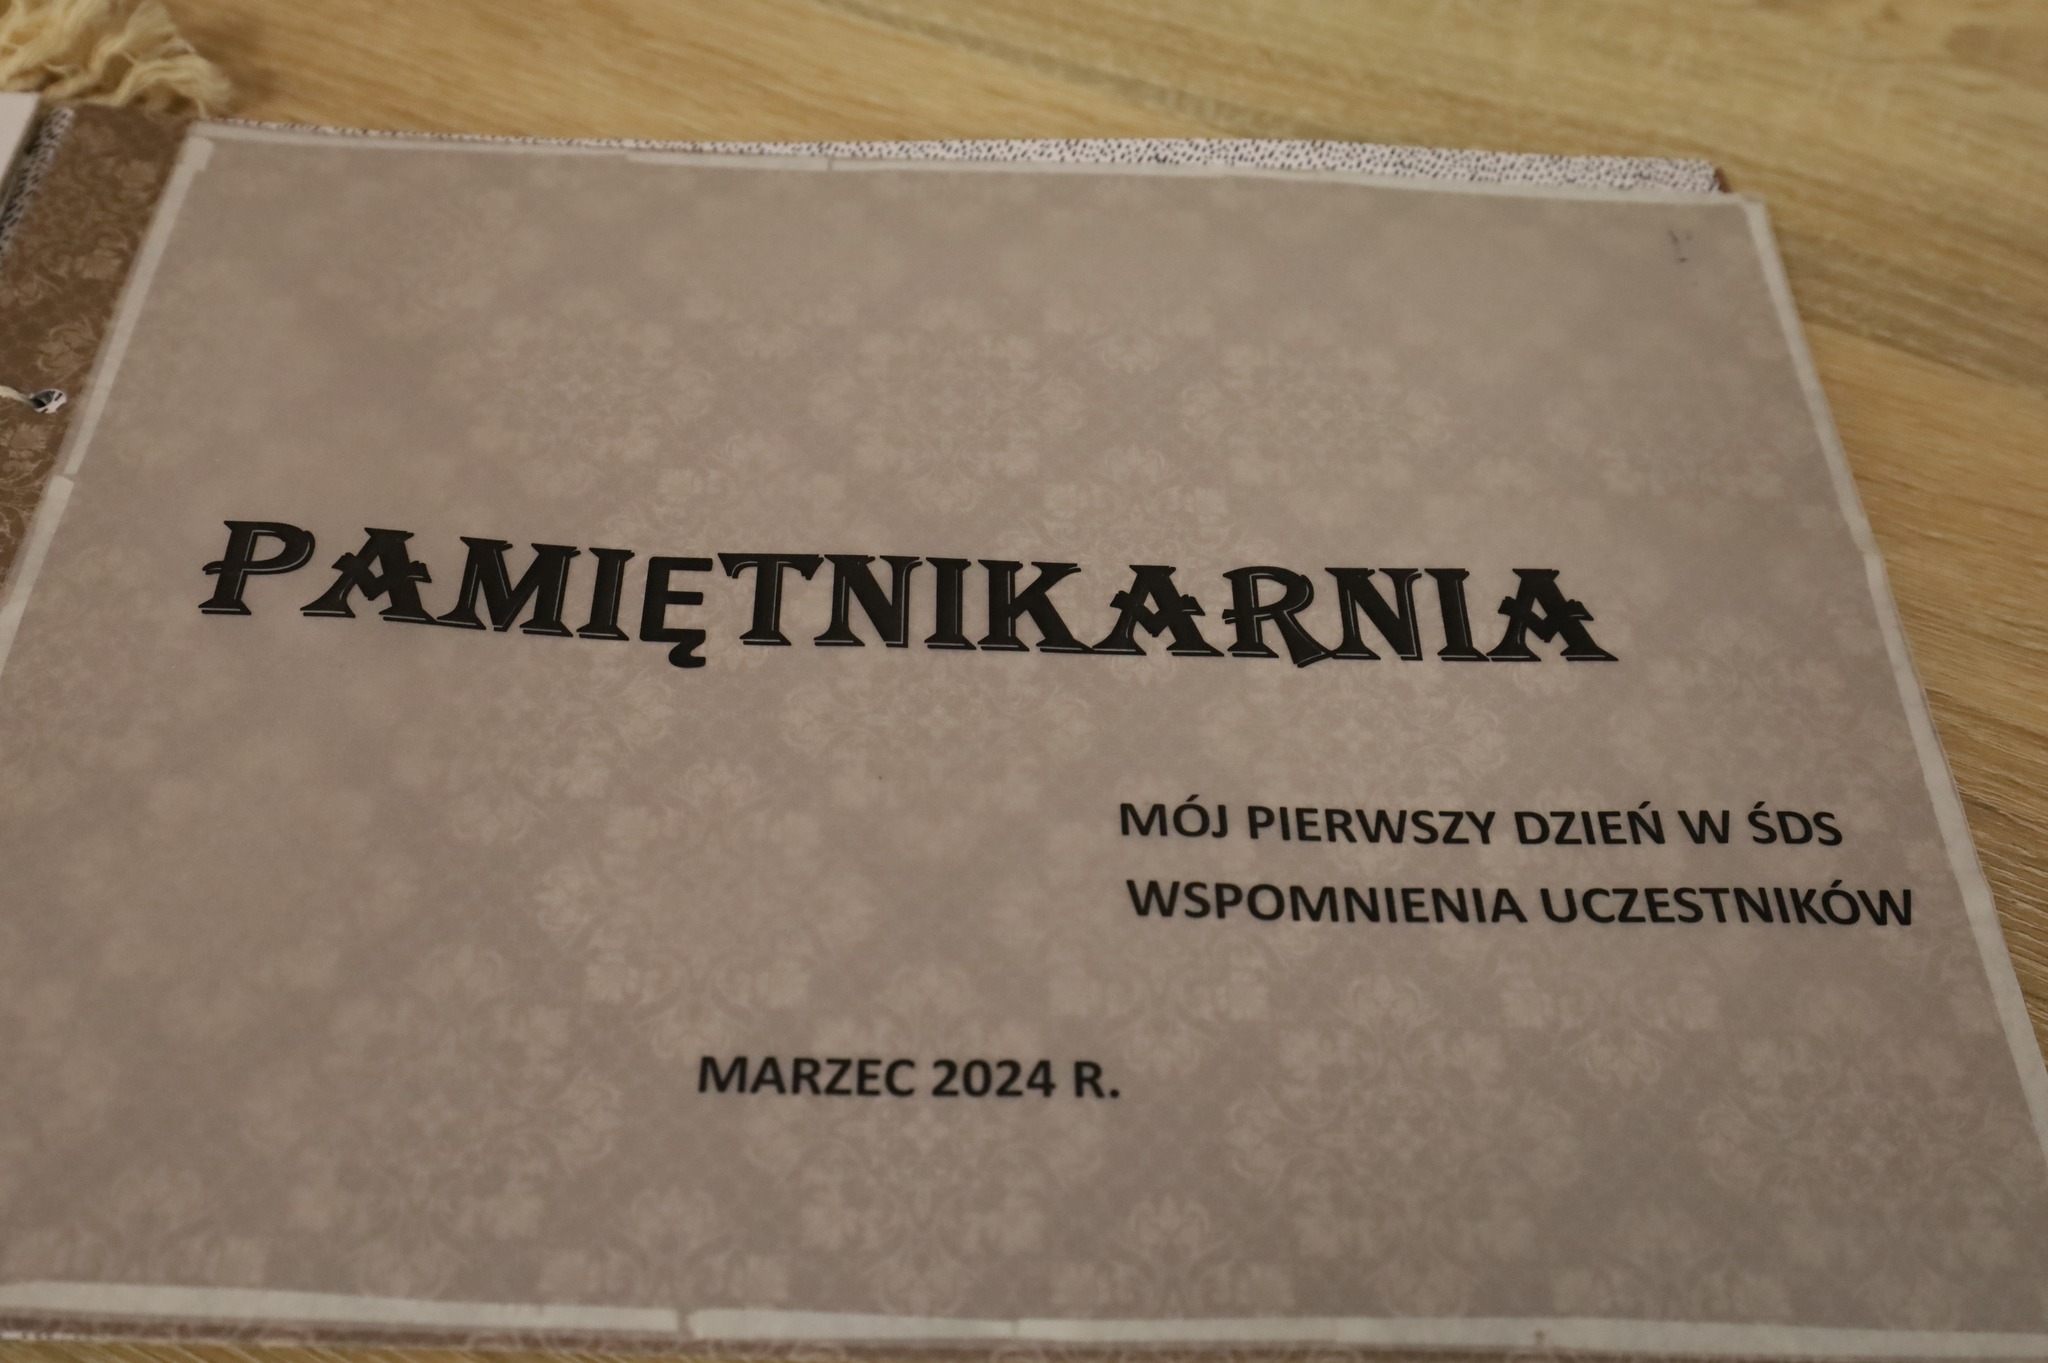 PAMIĘTNIKARNIA
MÓJ PIERWSZY DZIEŃ W ŚDS
WSPOMNIENIA UCZESTNIKÓW
MARZEC 2024 R.